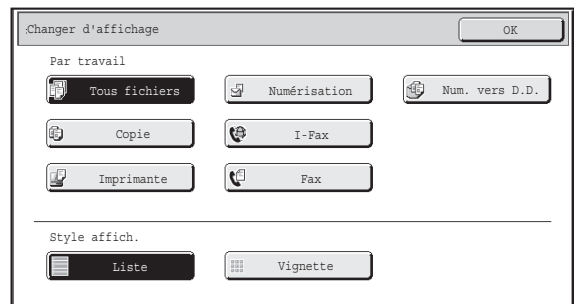 :Changer d'affichage
OK
Par travail
Tous fichiers
Numérisation
Num. vers D.D.
Copie
I-Fax
Imprimante
Fax
Style affich.
Liste
Vignette